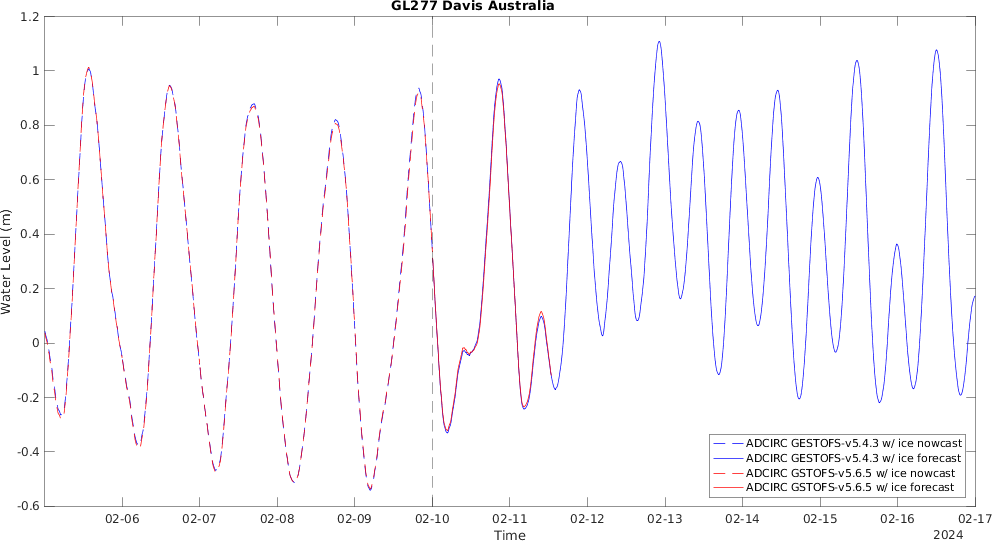 GL277 Davis Australia
1.2
1
0.8
0.6
0.4
0.2
0
-0.2
-0.4
-0.6
Water Level (m)
02-06 02-07 02-08 02-09 02-10 02-11 02-12 02-13 02-14 02-15 02-16 02-17
Time
2024
ADCIRC GESTOFS-v5.4.3 w/ ice nowcast
ADCIRC GESTOFS-v5.4.3 w/ ice forecast
ADCIRC GSTOFS-v5.6.5 w/ ice nowcast
ADCIRC GSTOFS-v5.6.5 w/ ice forecast